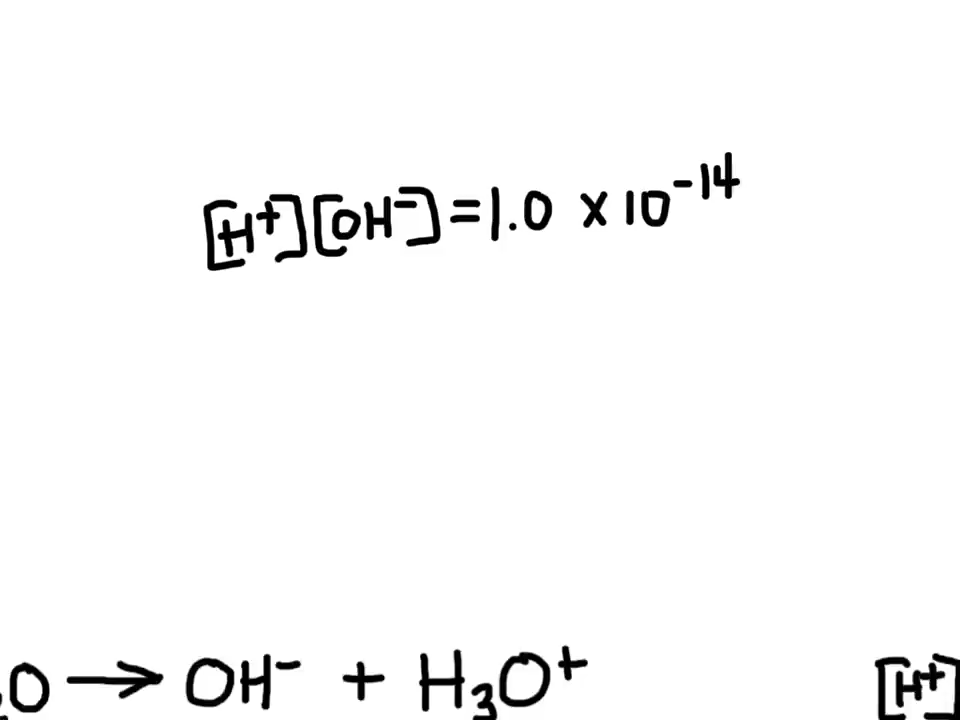 [H⁺][OH⁻] = 1.0 x 10⁻¹⁴
O → OH⁻ + H₃O⁺ [H⁺]